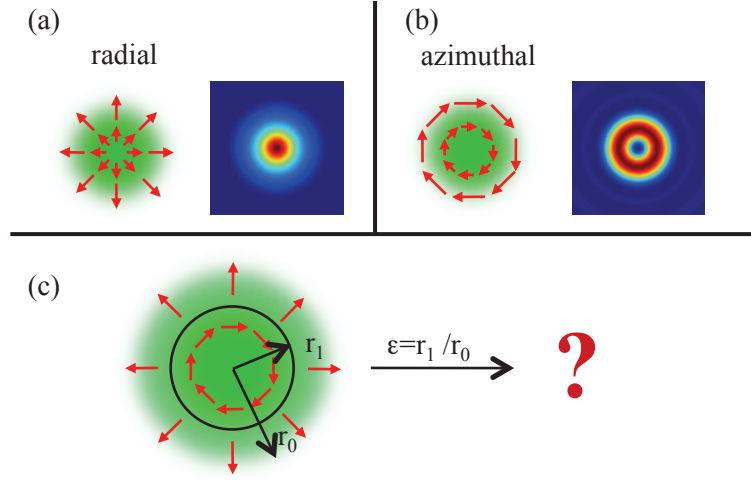 (a)
radial
(b)
azimuthal
(c)
r₁
r₀
ε=r₁ /r₀
?